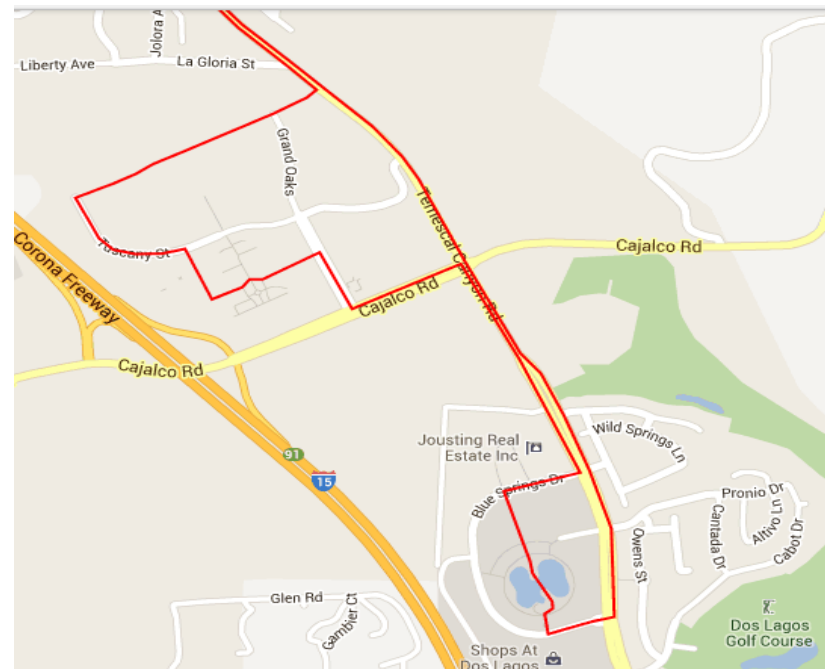 Jolora A
Liberty Ave
La Gloria St
Grand Oaks
Temescal Canyon Rd
Tuscany St
Cajalco Rd
Cajalco Rd
Corona Freeway
Cajalco Rd
91
15
Jousting Real
Estate Inc
Wild Springs Ln
Blue Springs Dr
Pronio Dr
Altivo Ln
Cantada Dr
Cabot Dr
Owens St
Glen Rd
Gambier Ct
Dos Lagos
Golf Course
Shops At
Dos Lagos